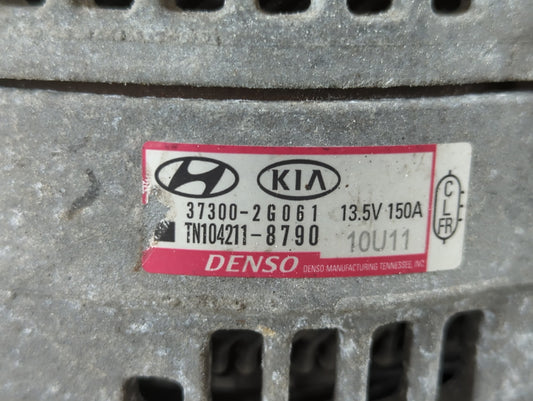 KIA
37300-2G061 13.5V 150A
TN104211-8790 10U11
DENSO DENSO MANUFACTURING TENNESSEE, INC.
C
L
FR